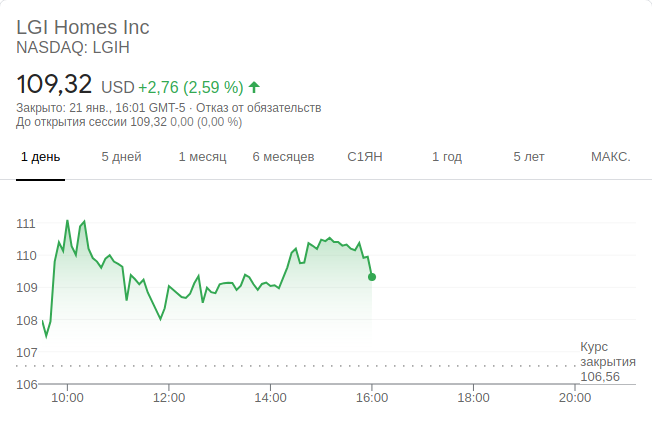 LGI Homes Inc
NASDAQ: LGIH
109,32 USD +2,76 (2,59 %)
Закрыто: 21 янв., 16:01 GMT-5 · Отказ от обязательств
До открытия сессии 109,32 0,00 (0,00 %)
1 день 5 дней 1 месяц 6 месяцев С1ЯН 1 год 5 лет МАКС.
111
110
109
108
107
106
Курс
закрытия
106,56
10:00 12:00 14:00 16:00 18:00 20:00